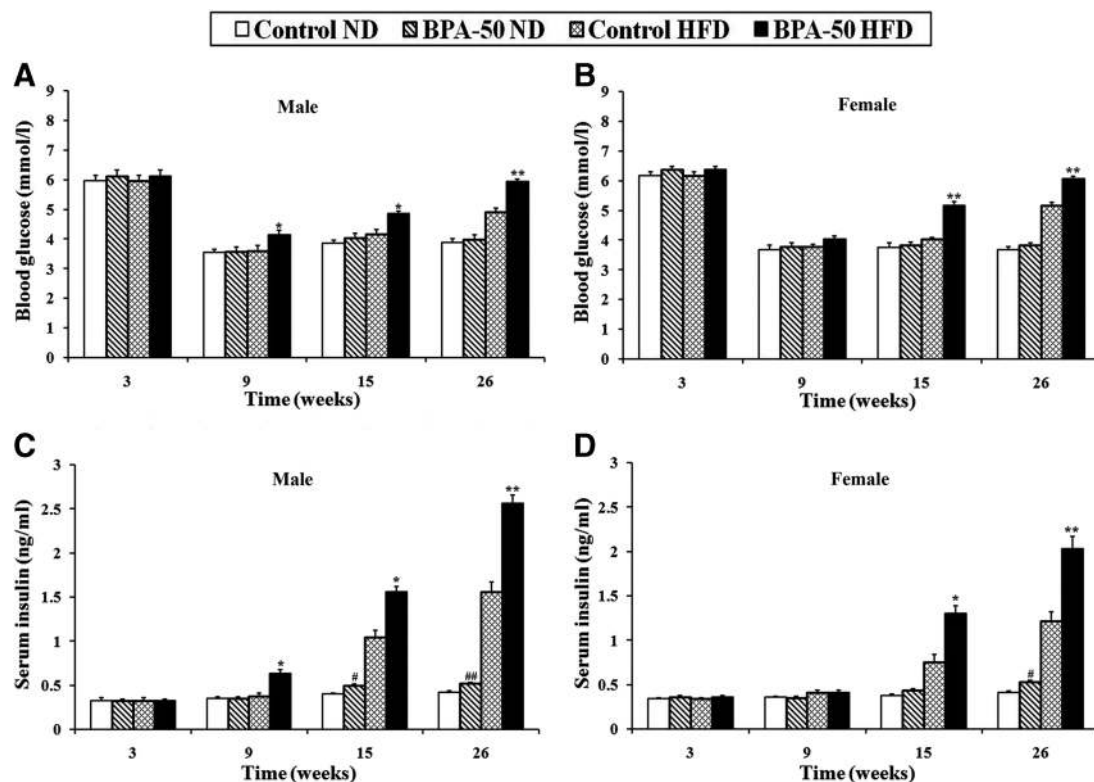 Control ND BPA-50 ND Control HFD BPA-50 HFD
A
Male
Blood glucose (mmol/l)
9
8
7
6
5
4
3
2
1
0
* * **
3 9 15 26
Time (weeks)
B
Female
Blood glucose (mmol/l)
9
8
7
6
5
4
3
2
1
0
** **
3 9 15 26
Time (weeks)
C
Male
Serum insulin (ng/ml)
3
2.5
2
1.5
1
0.5
0
* # * ## **
3 9 15 26
Time (weeks)
D
Female
Serum insulin (ng/ml)
3
2.5
2
1.5
1
0.5
0
* # **
3 9 15 26
Time (weeks)